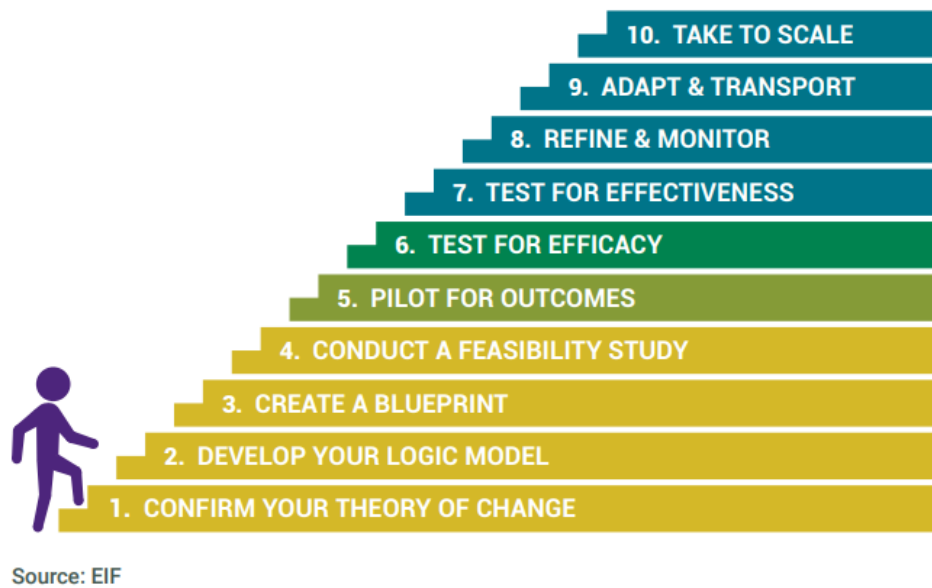 10. TAKE TO SCALE
9. ADAPT & TRANSPORT
8. REFINE & MONITOR
7. TEST FOR EFFECTIVENESS
6. TEST FOR EFFICACY
5. PILOT FOR OUTCOMES
4. CONDUCT A FEASIBILITY STUDY
3. CREATE A BLUEPRINT
2. DEVELOP YOUR LOGIC MODEL
1. CONFIRM YOUR THEORY OF CHANGE
Source: EIF